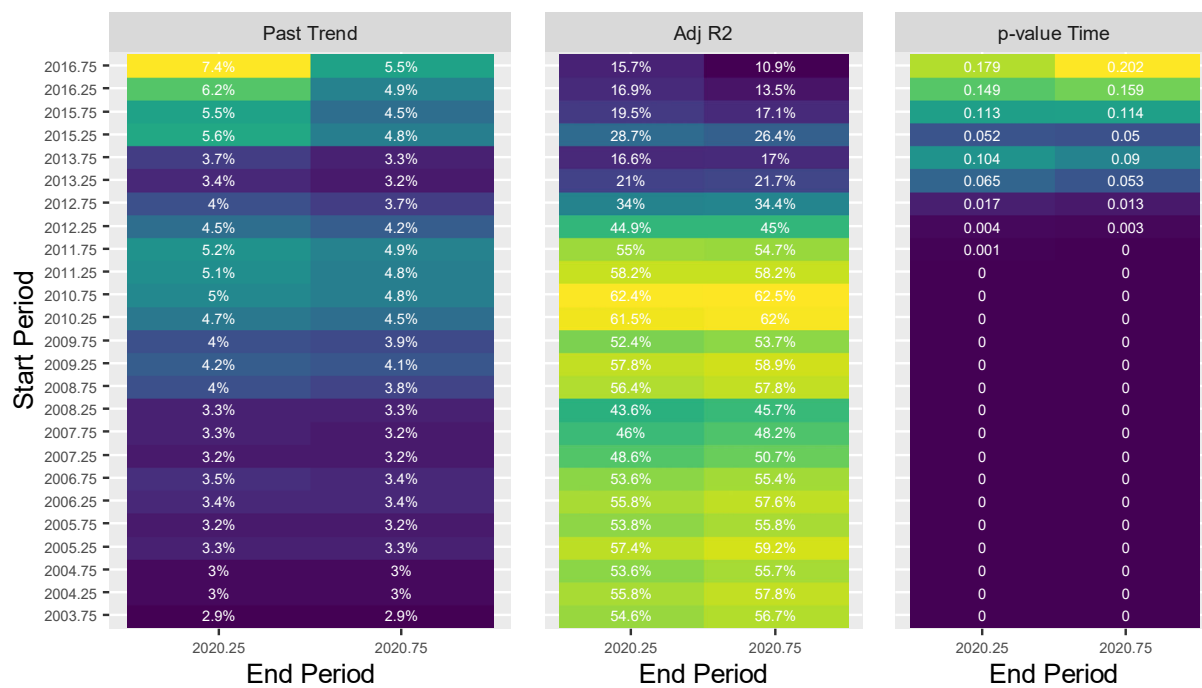 Past Trend Adj R2 p-value Time
2016.75 7.4% 5.5% 15.7% 10.9% 0.179 0.202
2016.25 6.2% 4.9% 16.9% 13.5% 0.149 0.159
2015.75 5.5% 4.5% 19.5% 17.1% 0.113 0.114
2015.25 5.6% 4.8% 28.7% 26.4% 0.052 0.05
2013.75 3.7% 3.3% 16.6% 17% 0.104 0.09
2013.25 3.4% 3.2% 21% 21.7% 0.065 0.053
2012.75 4% 3.7% 34% 34.4% 0.017 0.013
2012.25 4.5% 4.2% 44.9% 45% 0.004 0.003
2011.75 5.2% 4.9% 55% 54.7% 0.001 0
2011.25 5.1% 4.8% 58.2% 58.2% 0 0
2010.75 5% 4.8% 62.4% 62.5% 0 0
2010.25 4.7% 4.5% 61.5% 62% 0 0
2009.75 4% 3.9% 52.4% 53.7% 0 0
2009.25 4.2% 4.1% 57.8% 58.9% 0 0
2008.75 4% 3.8% 56.4% 57.8% 0 0
2008.25 3.3% 3.3% 43.6% 45.7% 0 0
2007.75 3.3% 3.2% 46% 48.2% 0 0
2007.25 3.2% 3.2% 48.6% 50.7% 0 0
2006.75 3.5% 3.4% 53.6% 55.4% 0 0
2006.25 3.4% 3.4% 55.8% 57.6% 0 0
2005.75 3.2% 3.2% 53.8% 55.8% 0 0
2005.25 3.3% 3.3% 57.4% 59.2% 0 0
2004.75 3% 3% 53.6% 55.7% 0 0
2004.25 3% 3% 55.8% 57.8% 0 0
2003.75 2.9% 2.9% 54.6% 56.7% 0 0
Start Period
2020.25 2020.75 2020.25 2020.75 2020.25 2020.75
End Period End Period End Period